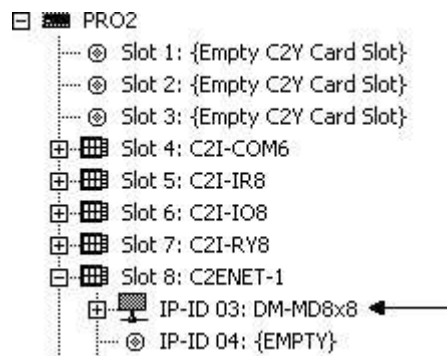 PRO2
Slot 1: {Empty C2Y Card Slot}
Slot 2: {Empty C2Y Card Slot}
Slot 3: {Empty C2Y Card Slot}
Slot 4: C2I-COM6
Slot 5: C2I-IR8
Slot 6: C2I-IO8
Slot 7: C2I-RY8
Slot 8: C2ENET-1
IP-ID 03: DM-MD8x8
IP-ID 04: {EMPTY}